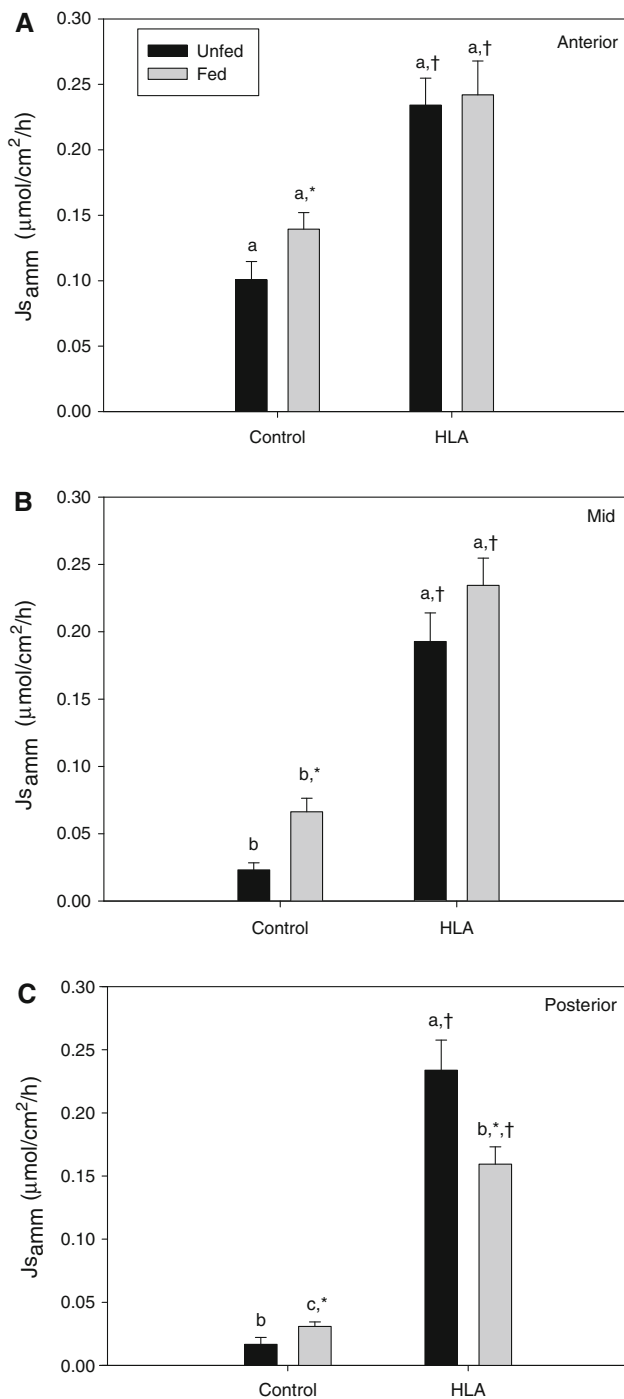 A
0.30
Unfed
Fed
Anterior
a,†
a,†
0.25
0.20
a,*
0.15
a
0.10
0.05
0.00
Jsamm (μmol/cm²/h)
Control
HLA
B
0.30
Mid
a,†
a,†
0.25
0.20
0.15
0.10
b,*
b
0.05
0.00
Jsamm (μmol/cm²/h)
Control
HLA
C
0.30
Posterior
a,†
0.25
0.20
b,*,†
0.15
0.10
0.05
b
c,*
0.00
Jsamm (μmol/cm²/h)
Control
HLA